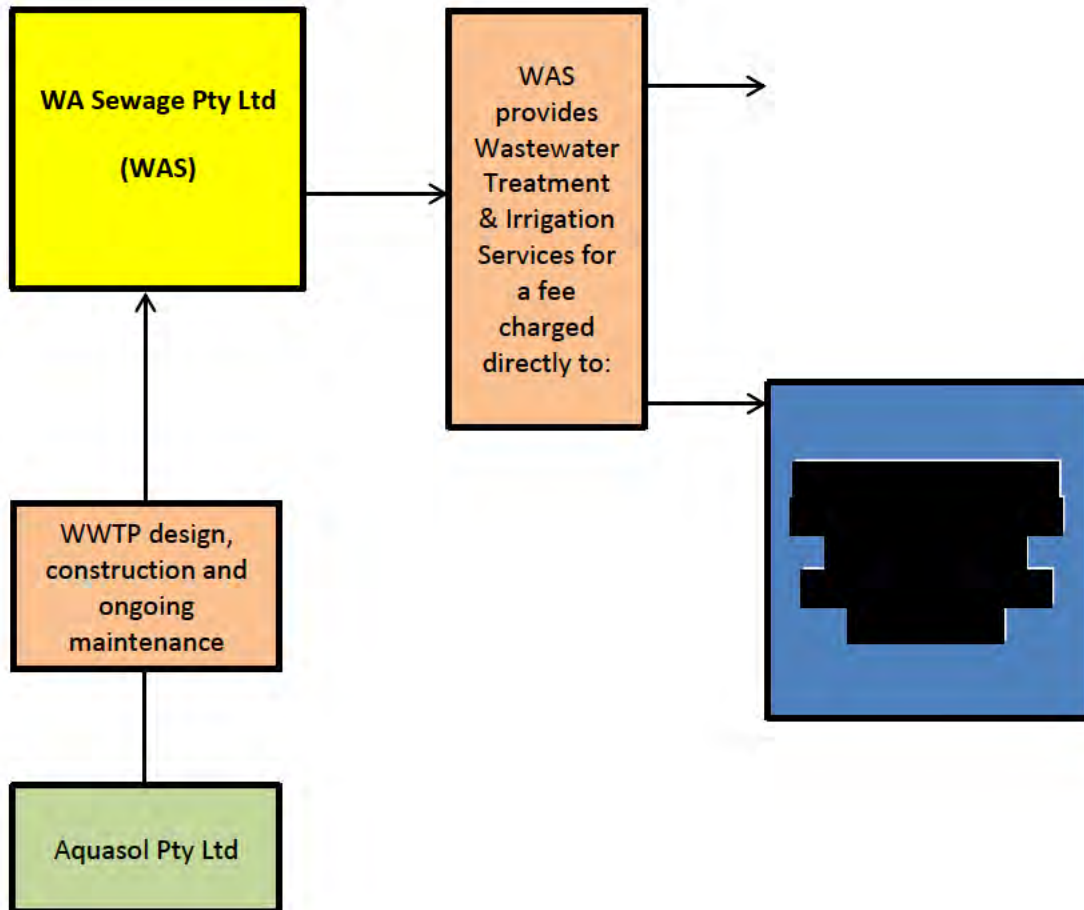 WA Sewage Pty Ltd
(WAS)
WAS
provides
Wastewater
Treatment
& Irrigation
Services for
a fee
charged
directly to:
WWTP design,
construction and
ongoing
maintenance
Aquasol Pty Ltd